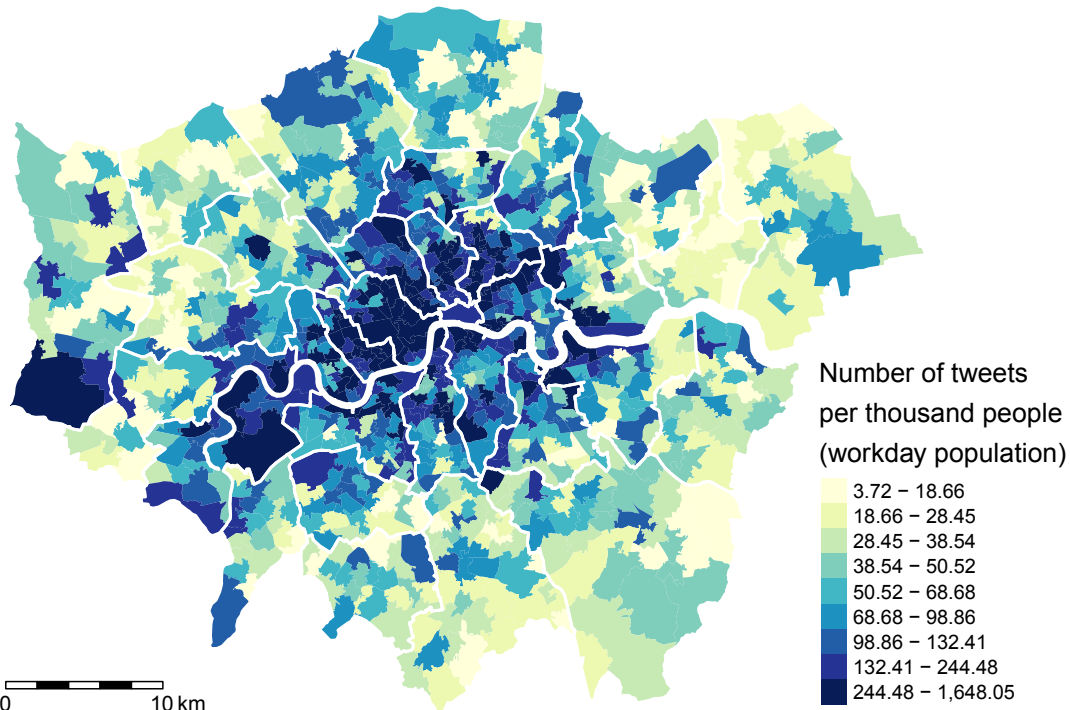 Number of tweets
per thousand people
(workday population)
3.72 − 18.66
18.66 − 28.45
28.45 − 38.54
38.54 − 50.52
50.52 − 68.68
68.68 − 98.86
98.86 − 132.41
132.41 − 244.48
244.48 − 1,648.05
0 10 km